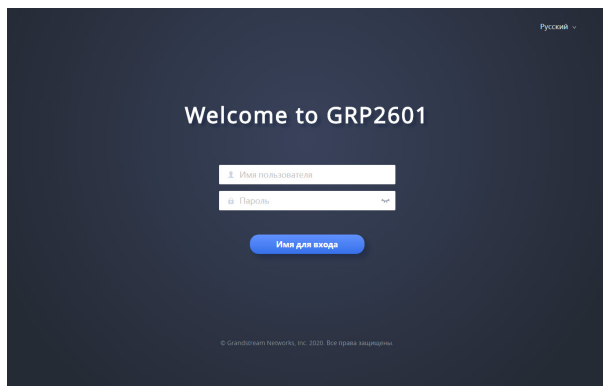 Русский
Welcome to GRP2601
Имя пользователя
Пароль
Имя для входа
© Grandstream Networks, Inc. 2020. Все права защищены.